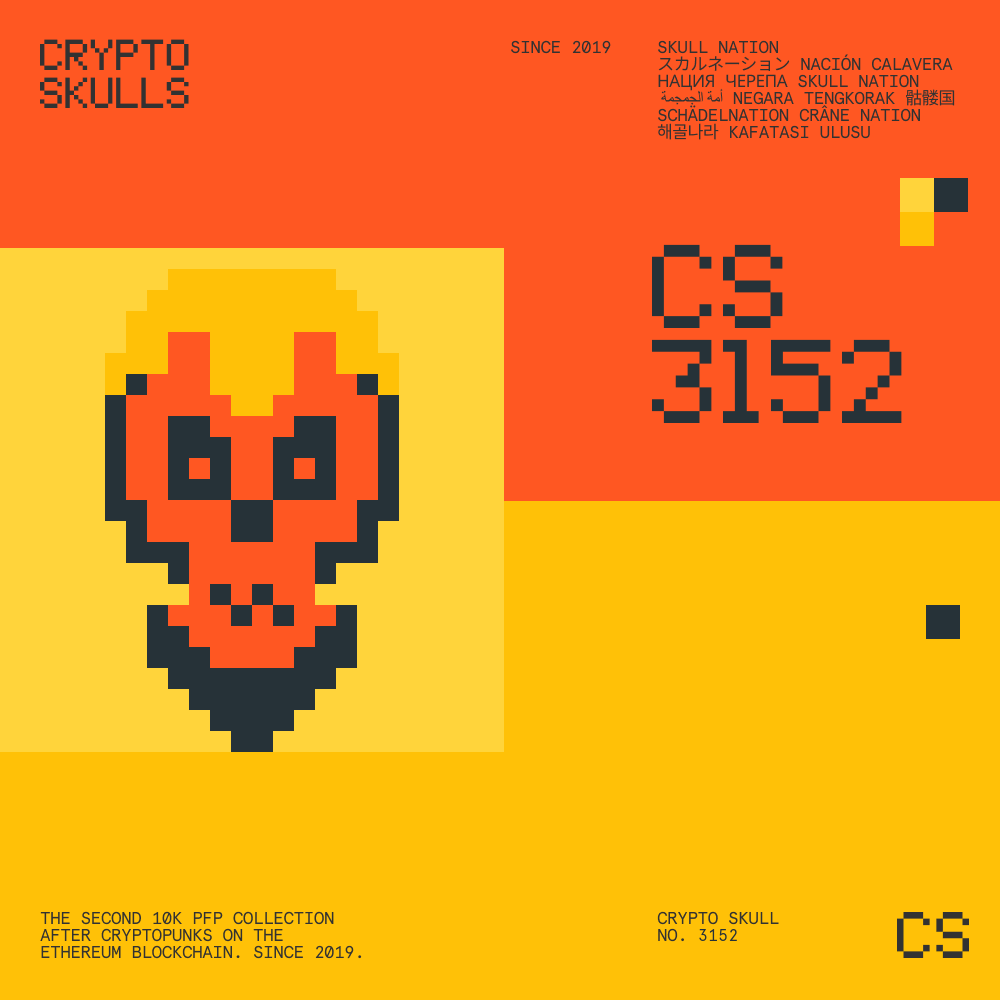 CRYPTO
SKULLS
SINCE 2019
SKULL NATION
スカルネーション NACIÓN CALAVERA
НАЦИЯ ЧЕРЕПА SKULL NATION
أمة الجمجمة NEGARA TENGKORAK 骷髅国
SCHÄDELNATION CRÂNE NATION
해골나라 KAFATASI ULUSU
CS
3152
THE SECOND 10K PFP COLLECTION
AFTER CRYPTOPUNKS ON THE
ETHEREUM BLOCKCHAIN. SINCE 2019.
CRYPTO SKULL
NO. 3152
CS